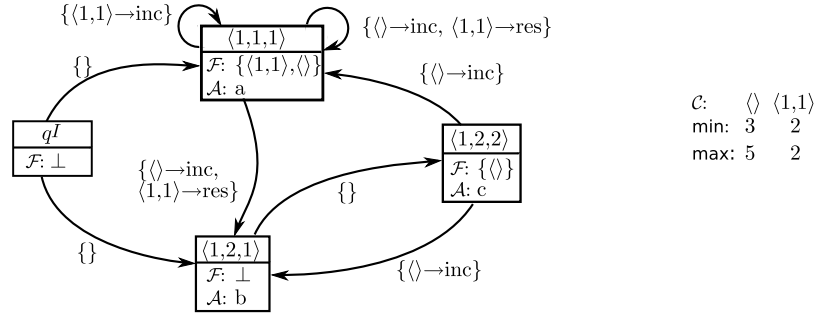 {⟨1,1⟩→inc}
⟨1,1,1⟩
{⟨⟩→inc, ⟨1,1⟩→res}
{}
ℱ: {⟨1,1⟩,⟨⟩}
𝒜: a
{⟨⟩→inc}
qI
ℱ: ⊥
⟨1,2,2⟩
ℱ: {⟨⟩}
𝒜: c
𝒞: ⟨⟩ ⟨1,1⟩
min: 3 2
max: 5 2
{⟨⟩→inc,
⟨1,1⟩→res}
{}
{}
⟨1,2,1⟩
ℱ: ⊥
𝒜: b
{⟨⟩→inc}